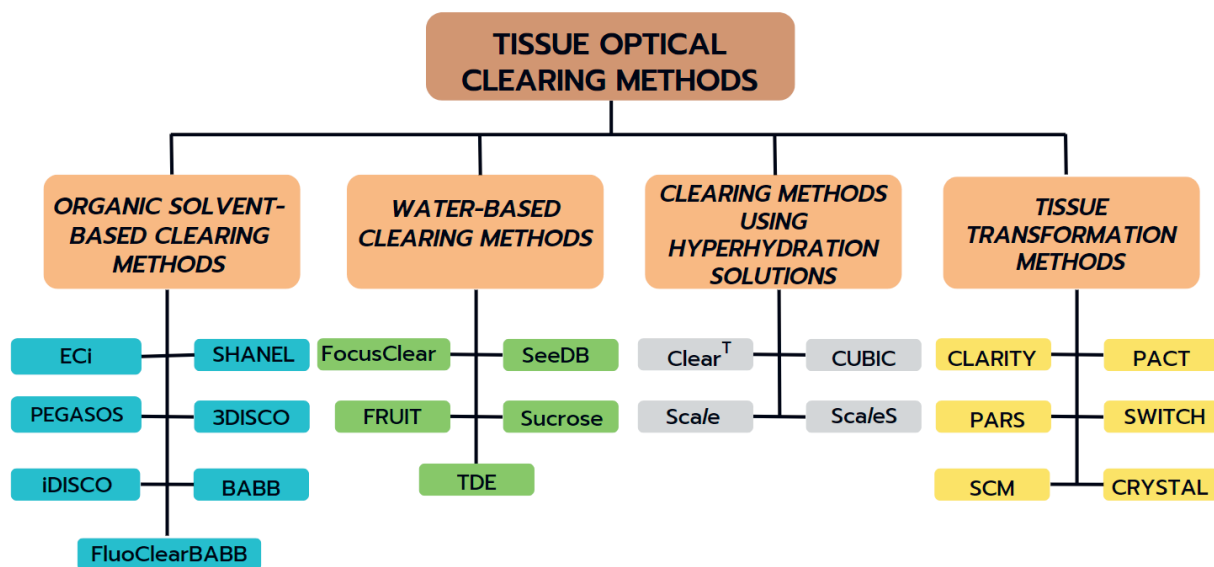 TISSUE OPTICAL
CLEARING METHODS
ORGANIC SOLVENT-
BASED CLEARING
METHODS
WATER-BASED
CLEARING METHODS
CLEARING METHODS
USING
HYPERHYDRATION
SOLUTIONS
TISSUE
TRANSFORMATION
METHODS
ECi
SHANEL
PEGASOS
3DISCO
iDISCO
BABB
FluoClearBABB
FocusClear
SeeDB
FRUIT
Sucrose
TDE
Clear^T
CUBIC
Scale
ScaleS
CLARITY
PACT
PARS
SWITCH
SCM
CRYSTAL